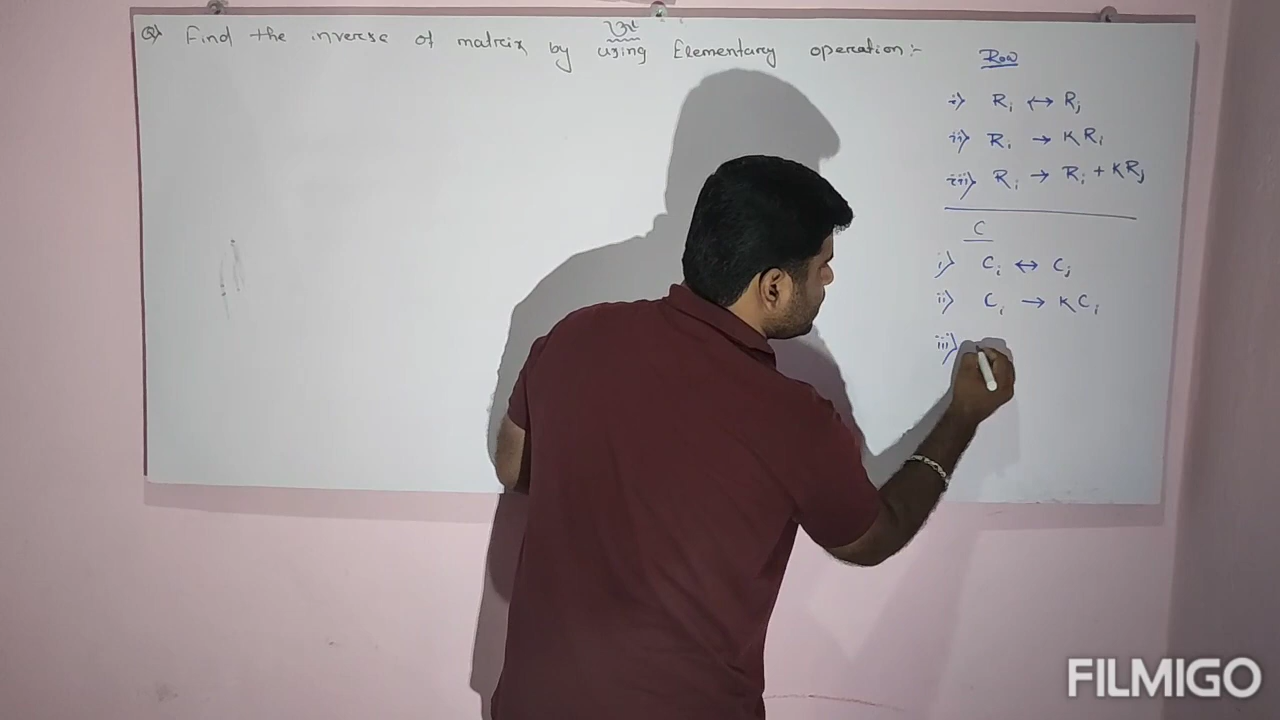 Q> Find the inverse of matrix by using Elementary operation :-
Row
i> Ri ↔ Rj
ii> Ri → KRi
iii> Ri → Ri + KRj
C
i> Ci ↔ Cj
ii> Ci → KCi
iii>
FILMIGO